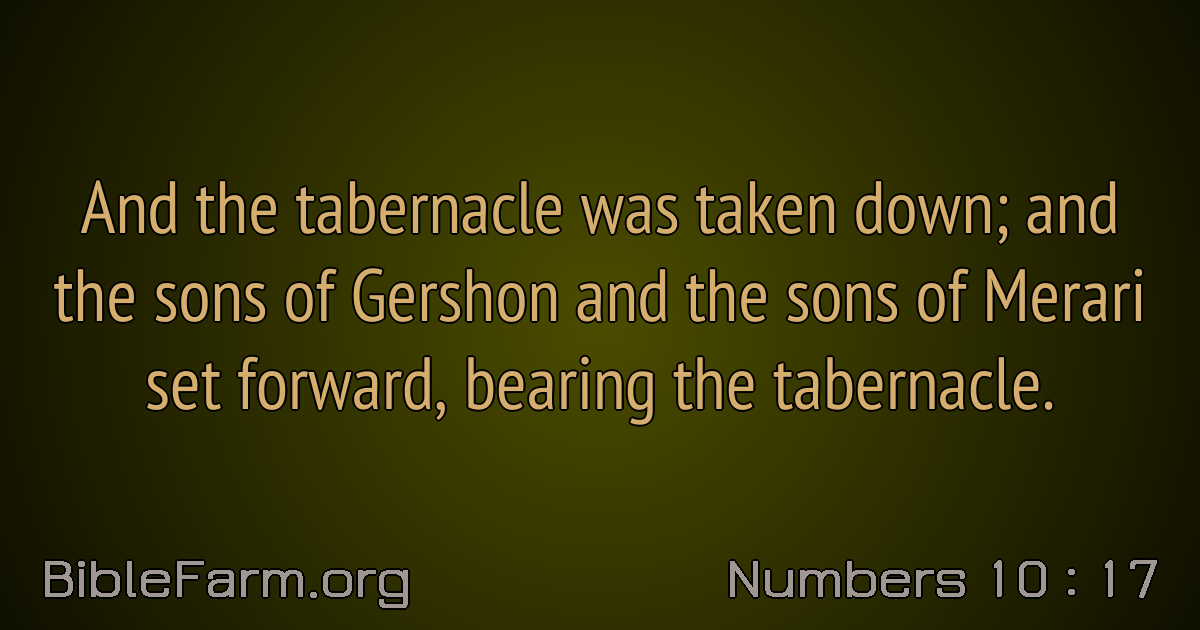 And the tabernacle was taken down; and
the sons of Gershon and the sons of Merari
set forward, bearing the tabernacle.
BibleFarm.org
Numbers 10 : 17